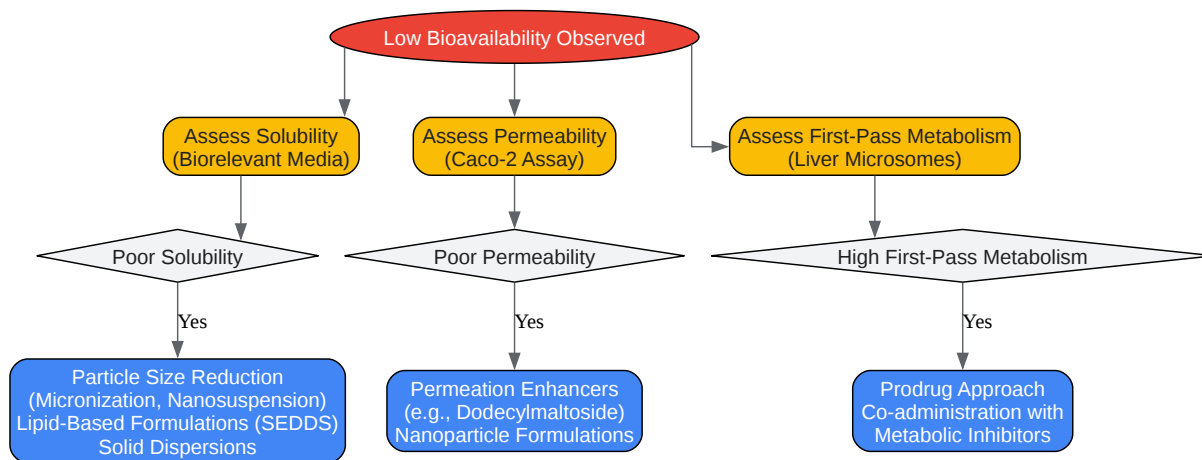 Low Bioavailability Observed
Assess Solubility
(Biorelevant Media)
Assess Permeability
(Caco-2 Assay)
Assess First-Pass Metabolism
(Liver Microsomes)
Poor Solubility
Poor Permeability
High First-Pass Metabolism
Yes
Yes
Yes
Particle Size Reduction
(Micronization, Nanosuspension)
Lipid-Based Formulations (SEDDS)
Solid Dispersions
Permeation Enhancers
(e.g., Dodecylmaltoside)
Nanoparticle Formulations
Prodrug Approach
Co-administration with
Metabolic Inhibitors